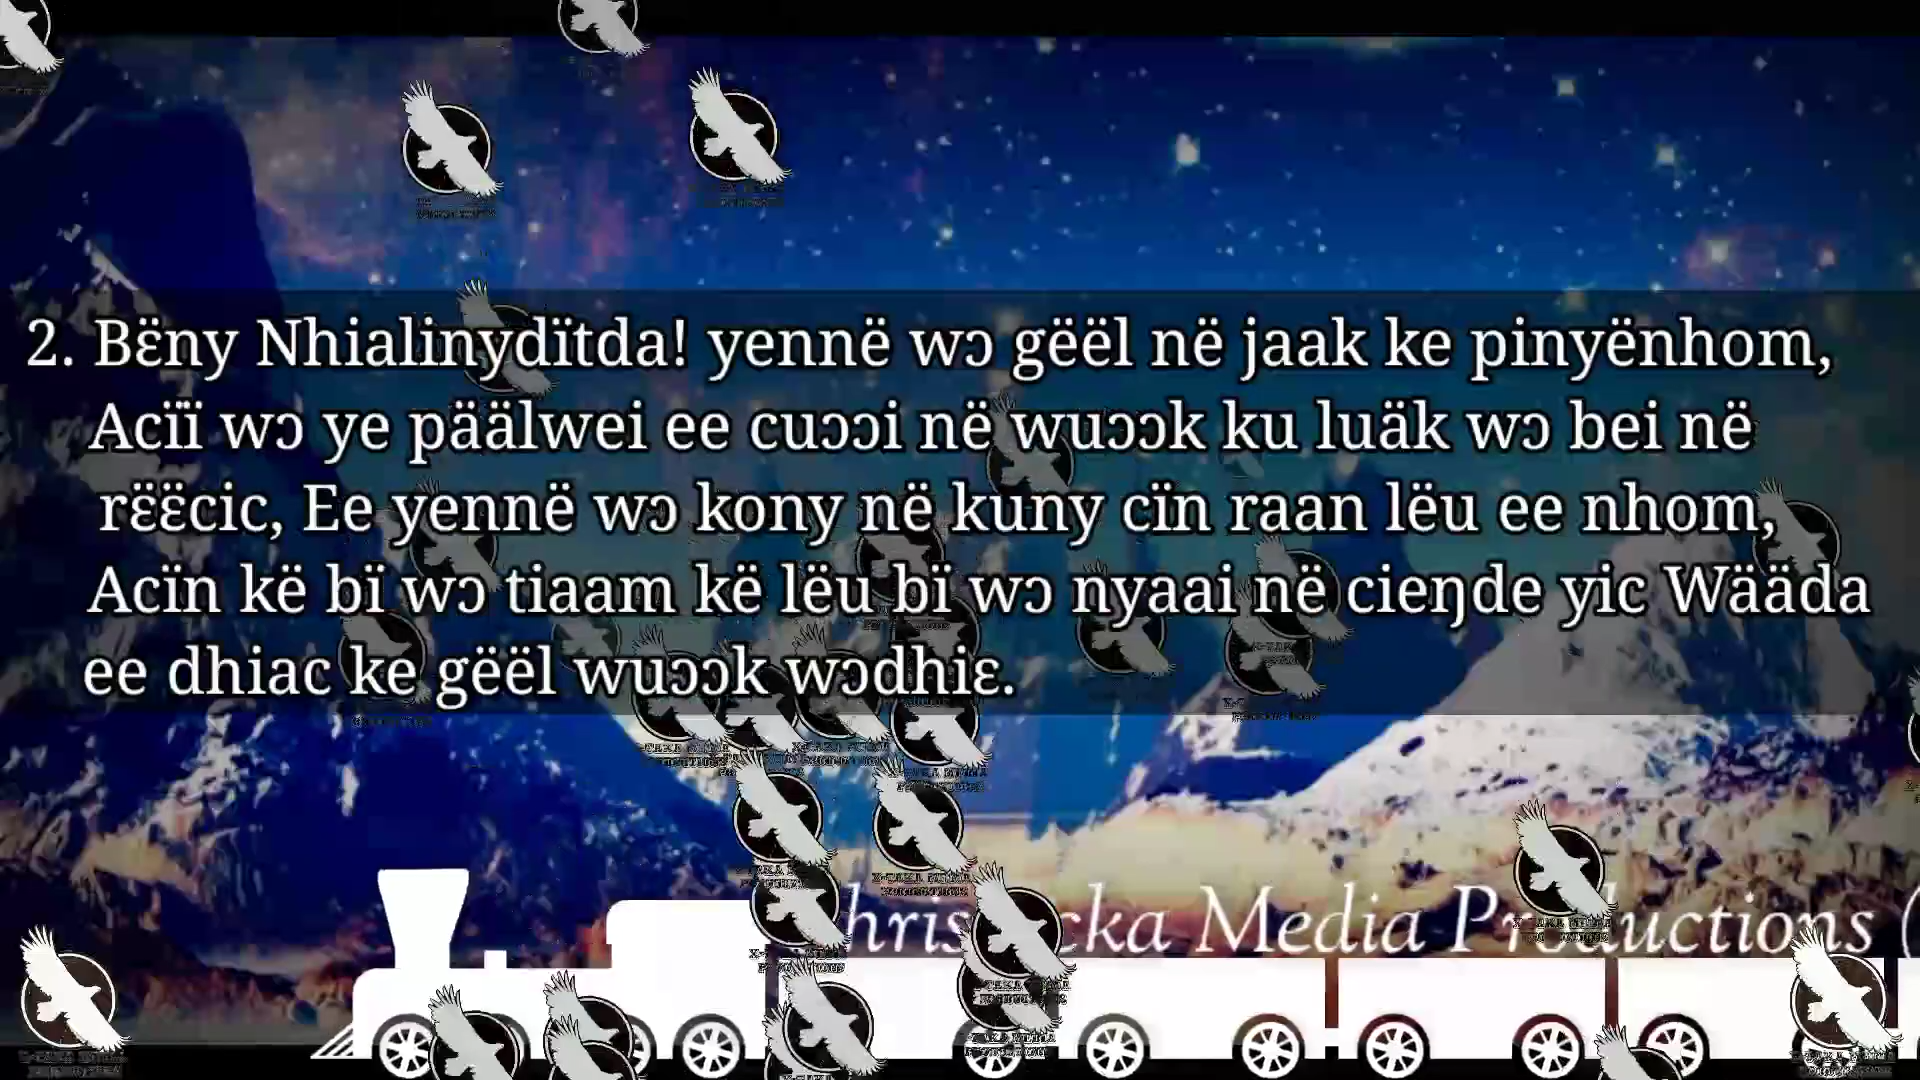 2. Bɛ̈ny Nhialinydïtda! yennë wɔ gëël në jaak ke pinyënhom,
Acïï wɔ ye päälwei ee cuɔɔi në wuɔɔk ku luäk wɔ bei në
rɛ̈ɛ̈cic, Ee yennë wɔ kony në kuny cïn raan lëu ee nhom,
Acïn kë bï wɔ tiaam kë lëu bï wɔ nyaai në cieŋde yic Wääda
ee dhiac ke gëël wuɔɔk wɔdhiɛ.
Media Productions (